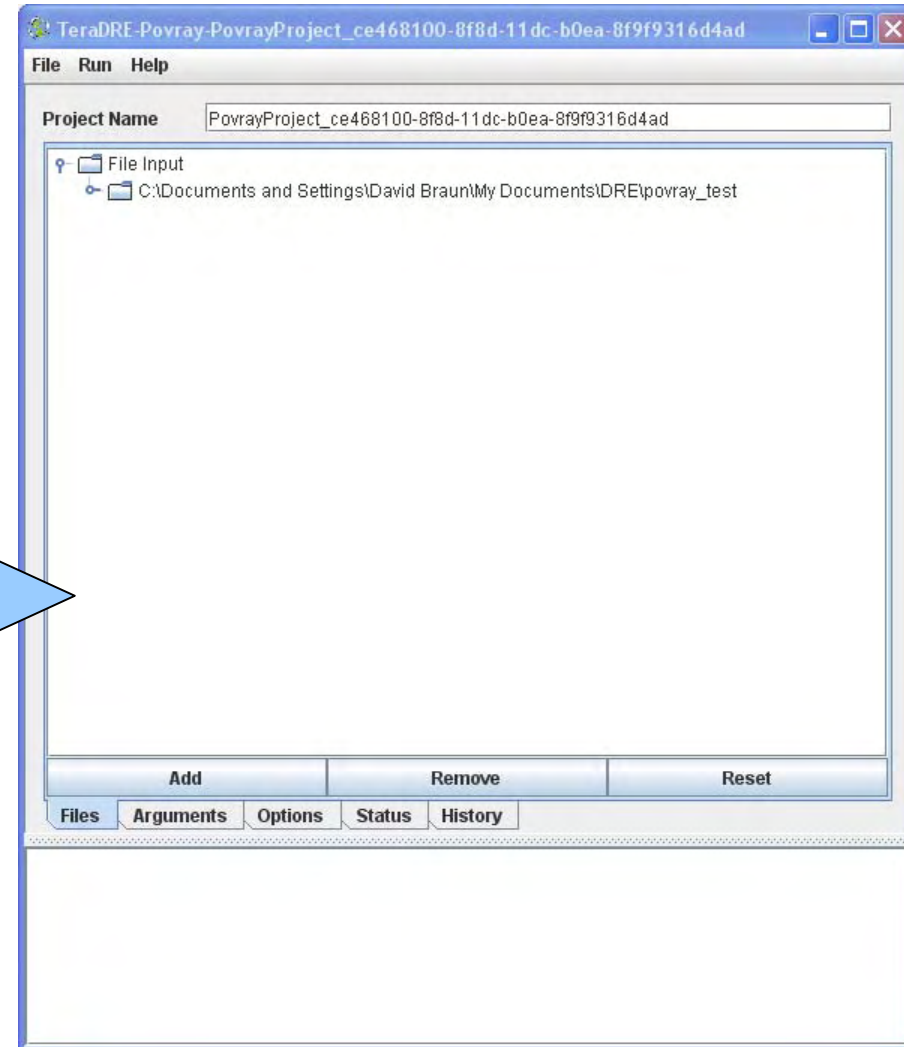 TeraDRE-Povray-PovrayProject_ce468100-8f8d-11dc-b0ea-8f9f9316d4ad
File Run Help
Project Name PovrayProject_ce468100-8f8d-11dc-b0ea-8f9f9316d4ad
File Input
C:\Documents and Settings\David Braun\My Documents\DRE\povray_test
Add Remove Reset
Files Arguments Options Status History